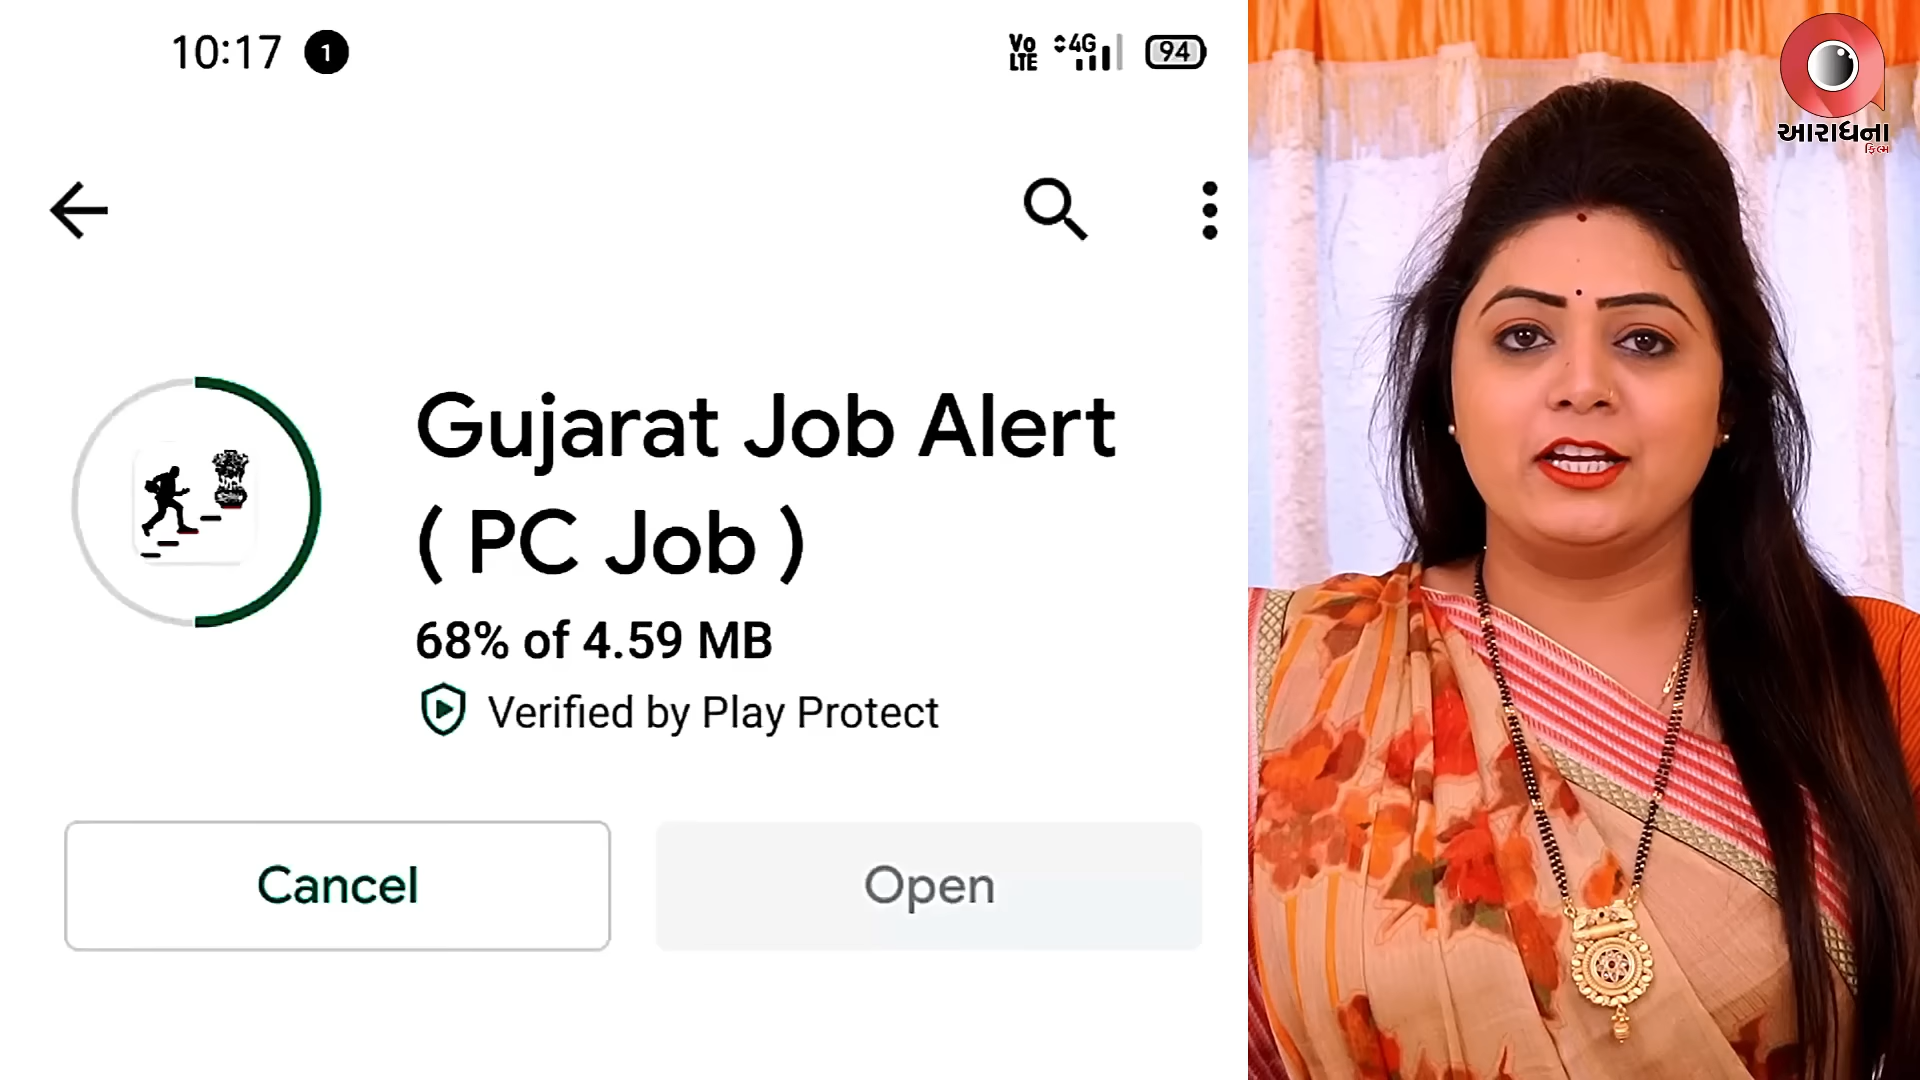 10:17 1
Vo LTE 4G 94
Gujarat Job Alert
( PC Job )
68% of 4.59 MB
Verified by Play Protect
Cancel
Open
આરાધના
ફિલ્મ